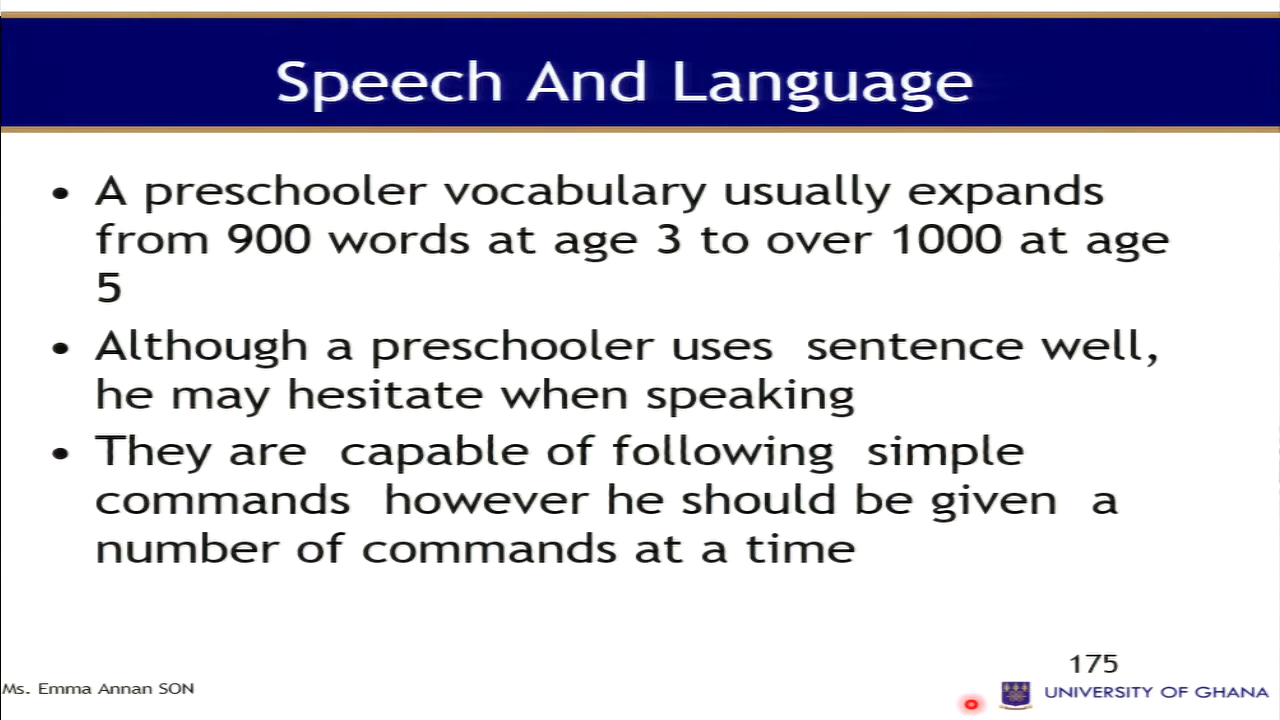 Speech And Language
• A preschooler vocabulary usually expands
from 900 words at age 3 to over 1000 at age
5
• Although a preschooler uses  sentence well,
he may hesitate when speaking
• They are  capable of following  simple
commands  however he should be given  a
number of commands at a time
175
Ms. Emma Annan SON
UNIVERSITY OF GHANA